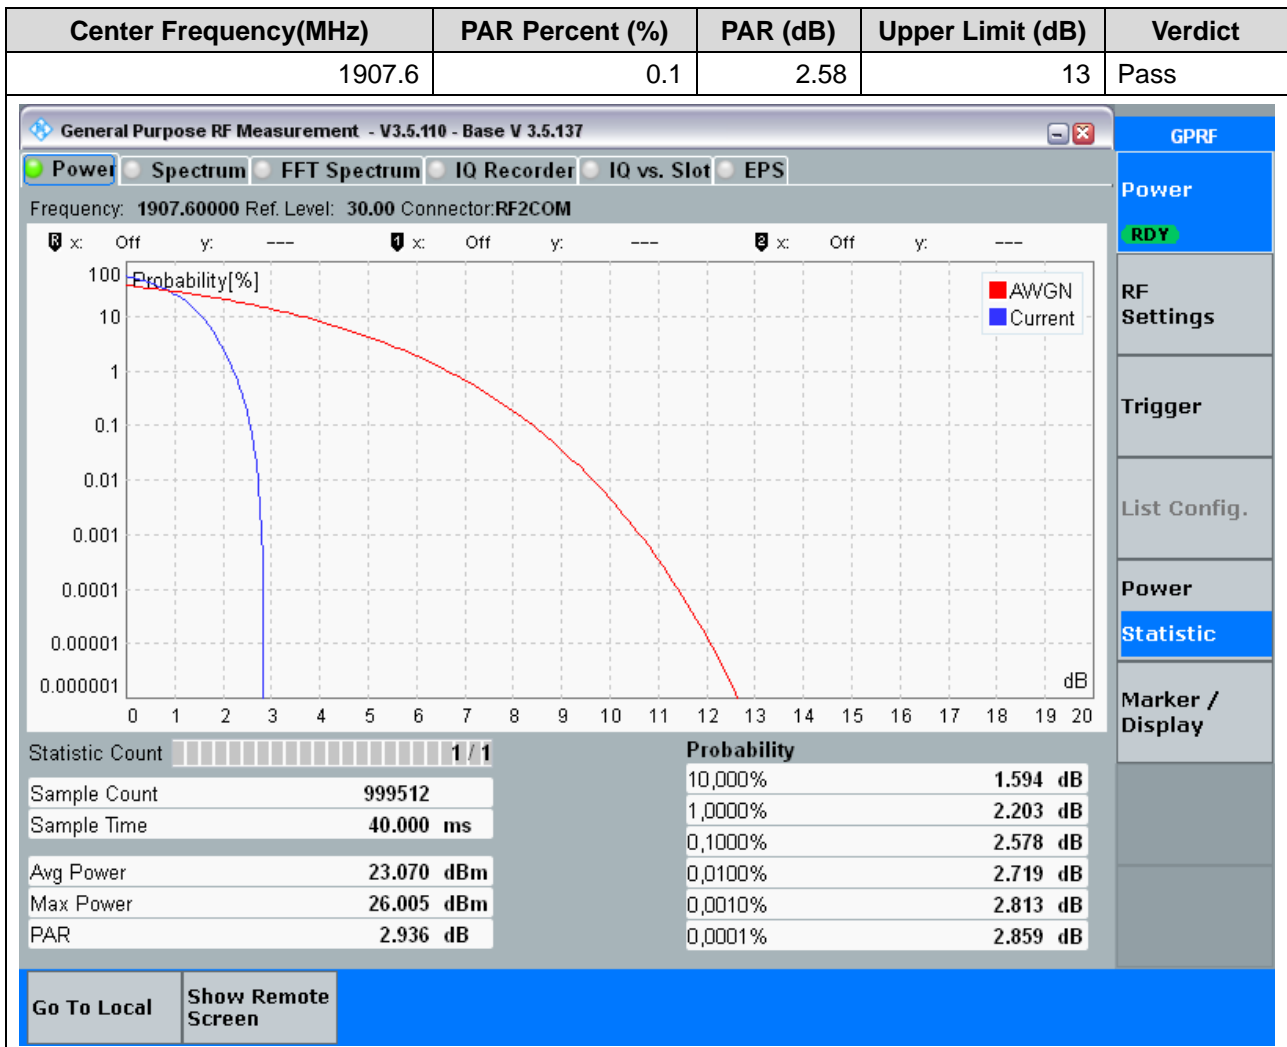 Center Frequency(MHz) PAR Percent (%) PAR (dB) Upper Limit (dB) Verdict
1907.6 0.1 2.58 13 Pass
General Purpose RF Measurement - V3.5.110 - Base V 3.5.137
GPRF
Power Spectrum FFT Spectrum IQ Recorder IQ vs. Slot EPS
Power
RDY
Frequency: 1907.60000 Ref. Level: 30.00 Connector:RF2COM
R x: Off y: --- 1 x: Off y: --- 2 x: Off y: ---
100 Probability[%]
AWGN
Current
10
1
0.1
0.01
0.001
0.0001
0.00001
0.000001
dB
0 1 2 3 4 5 6 7 8 9 10 11 12 13 14 15 16 17 18 19 20
RF
Settings
Trigger
List Config.
Power
Statistic
Marker /
Display
Statistic Count 1 / 1
Sample Count 999512
Sample Time 40.000 ms
Avg Power 23.070 dBm
Max Power 26.005 dBm
PAR 2.936 dB
Probability
10,000% 1.594 dB
1,0000% 2.203 dB
0,1000% 2.578 dB
0,0100% 2.719 dB
0,0010% 2.813 dB
0,0001% 2.859 dB
Go To Local
Show Remote
Screen